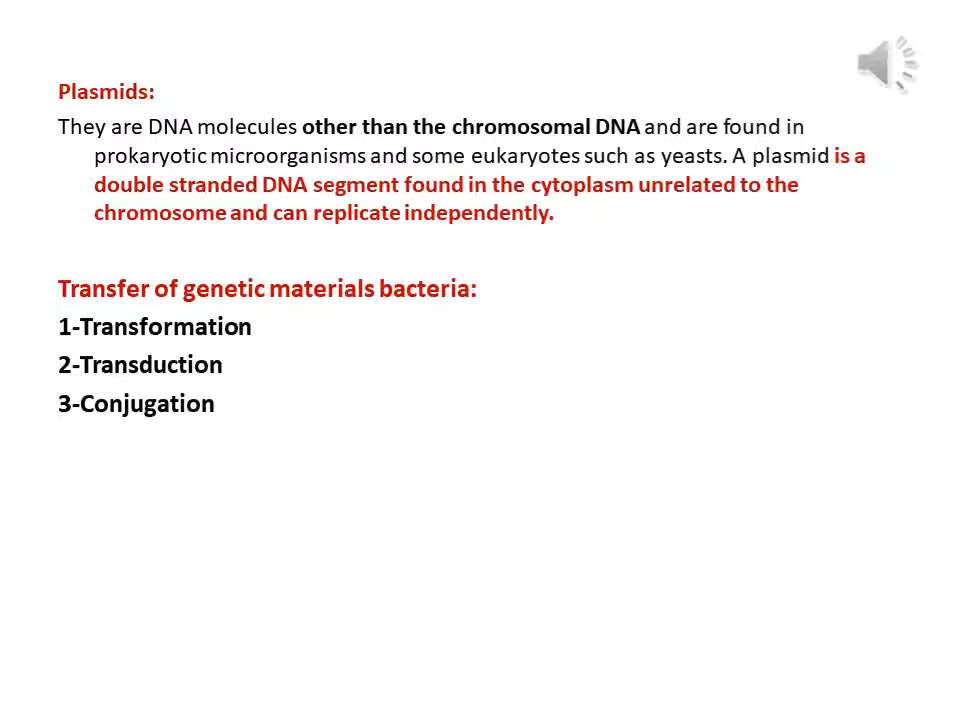 Plasmids:
They are DNA molecules other than the chromosomal DNA and are found in
prokaryotic microorganisms and some eukaryotes such as yeasts. A plasmid is a
double stranded DNA segment found in the cytoplasm unrelated to the
chromosome and can replicate independently.
Transfer of genetic materials bacteria:
1-Transformation
2-Transduction
3-Conjugation